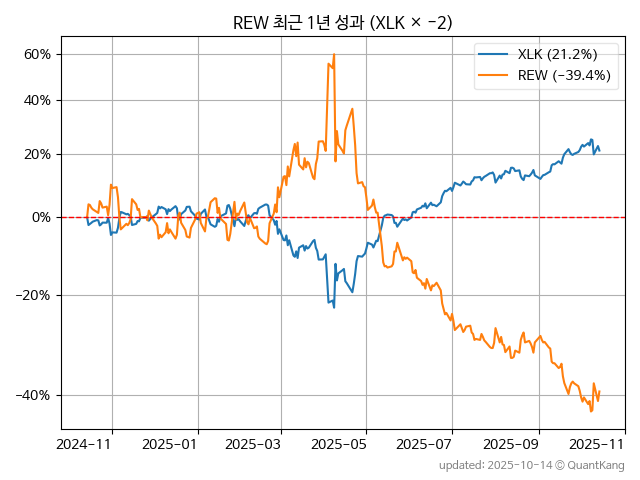 REW 최근 1년 성과 (XLK × −2)
XLK (21.2%)
REW (−39.4%)
60%
40%
20%
0%
−20%
−40%
2024−11 2025−01 2025−03 2025−05 2025−07 2025−09 2025−11
updated: 2025-10-14 © QuantKang